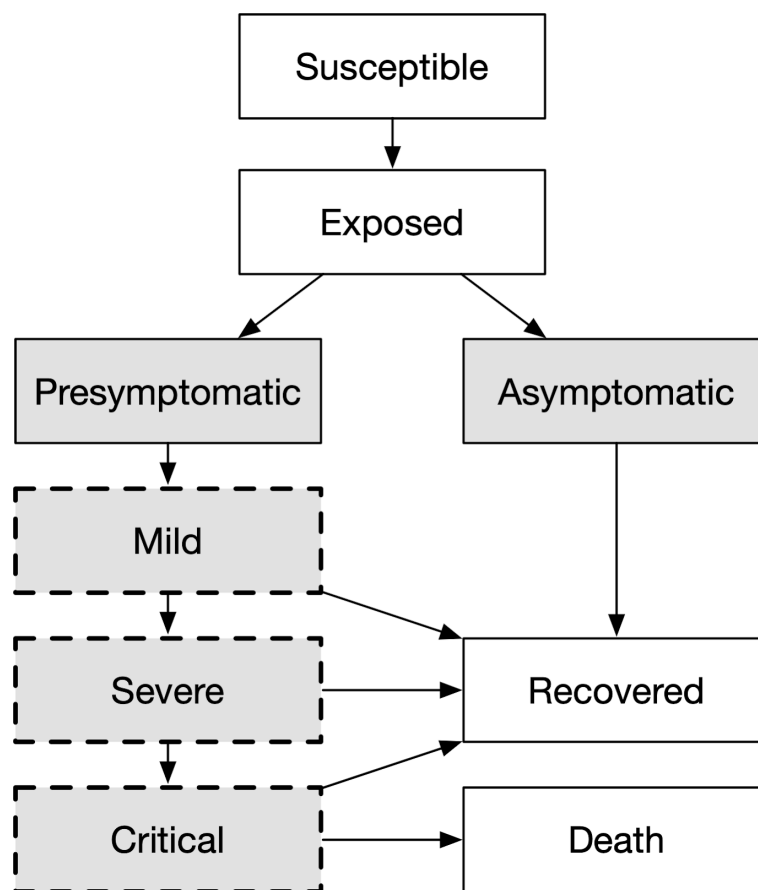 Susceptible
Exposed
Presymptomatic
Asymptomatic
Mild
Severe
Recovered
Critical
Death